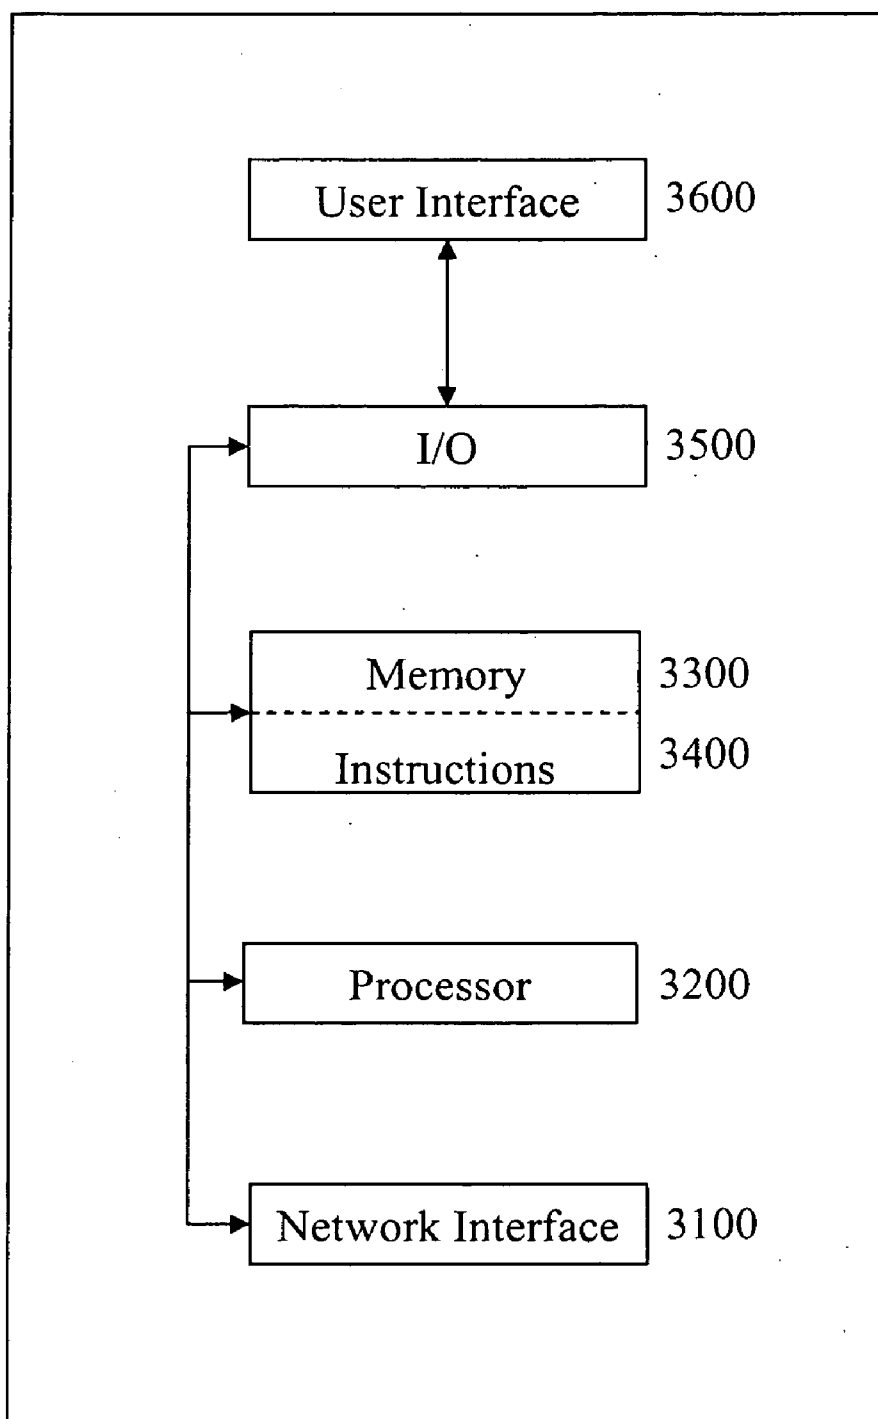 User Interface 3600
I/O 3500
Memory 3300
Instructions 3400
Processor 3200
Network Interface 3100